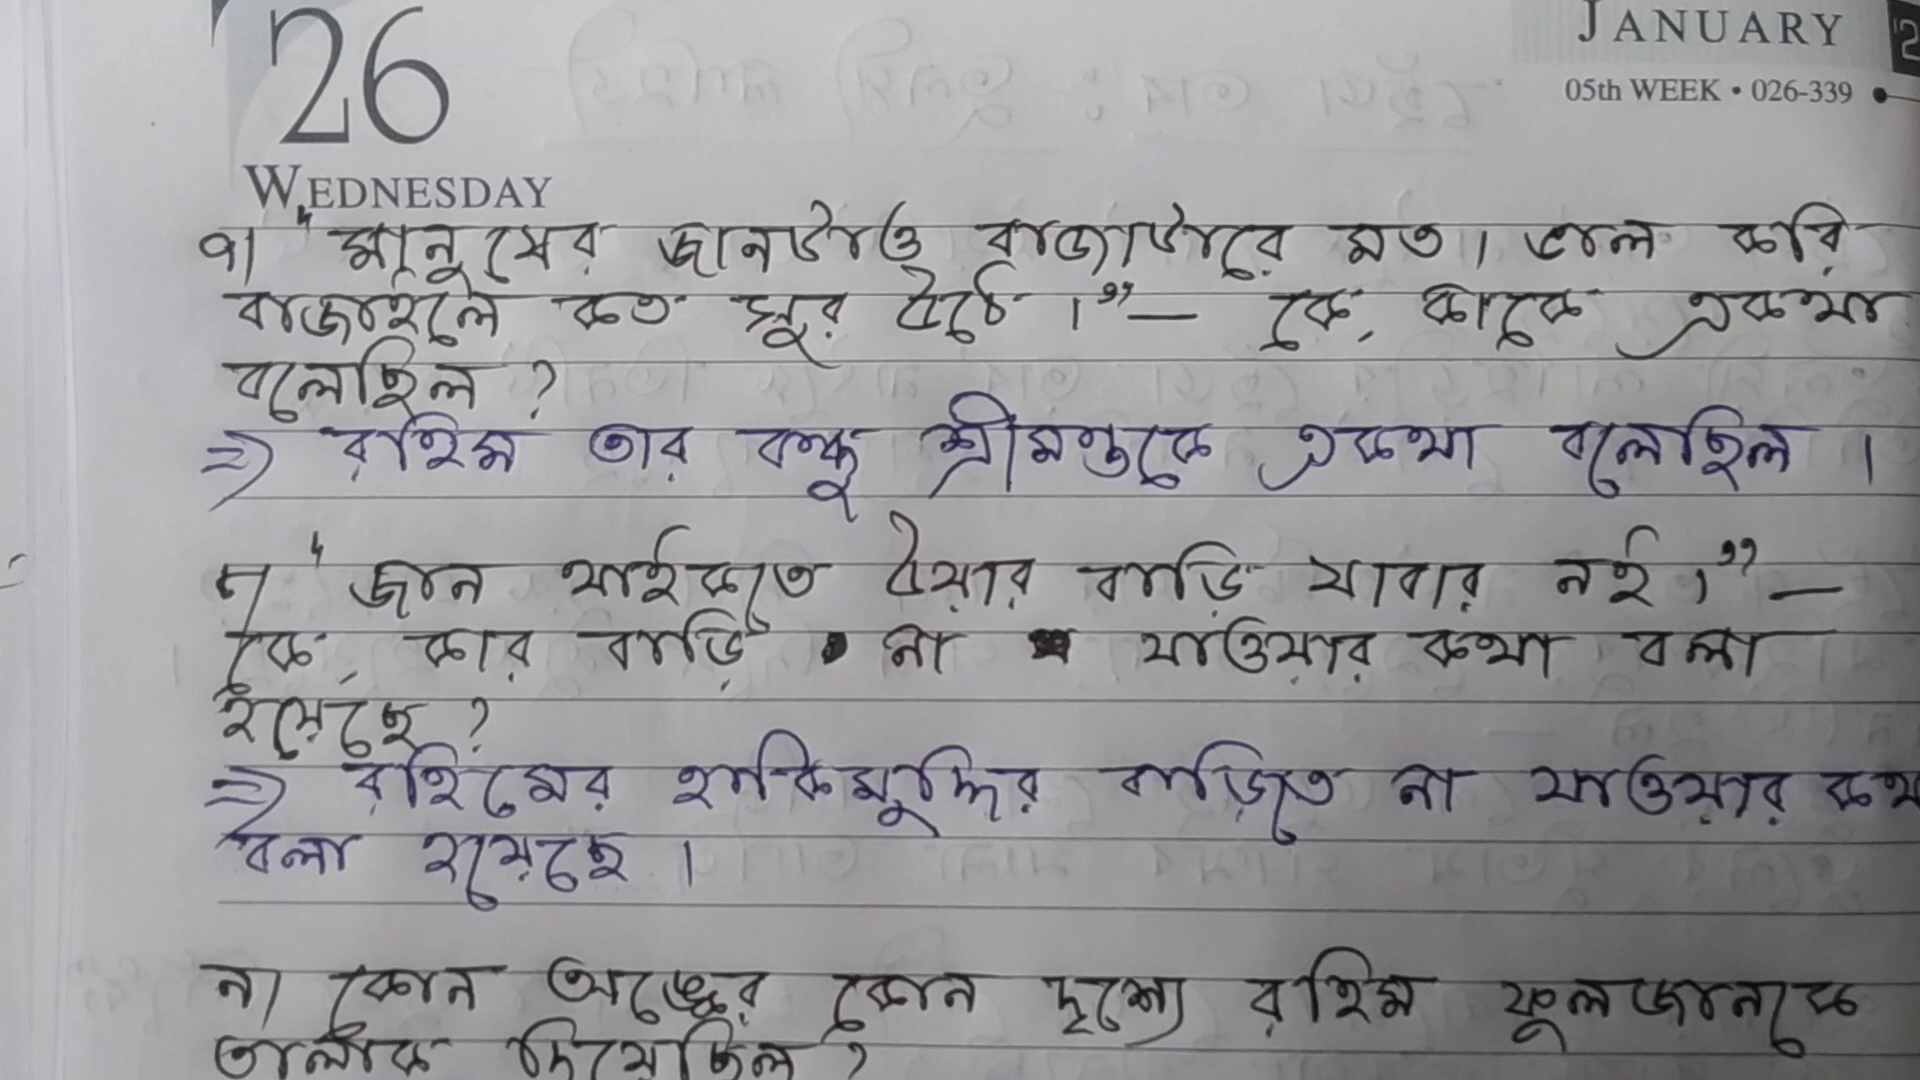 26
JANUARY
05th WEEK • 026-339
WEDNESDAY
৭। "মানুষের জানটাও বাজাটারে মত। ভাল করি
বাজাইলে কত সুর উঠে।" — কে, কাকে একথা
বলেছিল ?
⇒ রহিম তার বন্ধু শ্রীমন্তকে একথা বলেছিল ।
৮। "জান থাইকতে উয়ার বাড়ি যাবার নই।" —
কে, কার বাড়ি না যাওয়ার কথা বলা
হয়েছে ?
⇒ রহিমের হাকিমুদ্দির বাড়িতে না যাওয়ার কথা
বলা হয়েছে ।
৯। কোন অঙ্কের কোন দৃশ্যে রহিম ফুলজানকে
তালাক দিয়েছিল ?